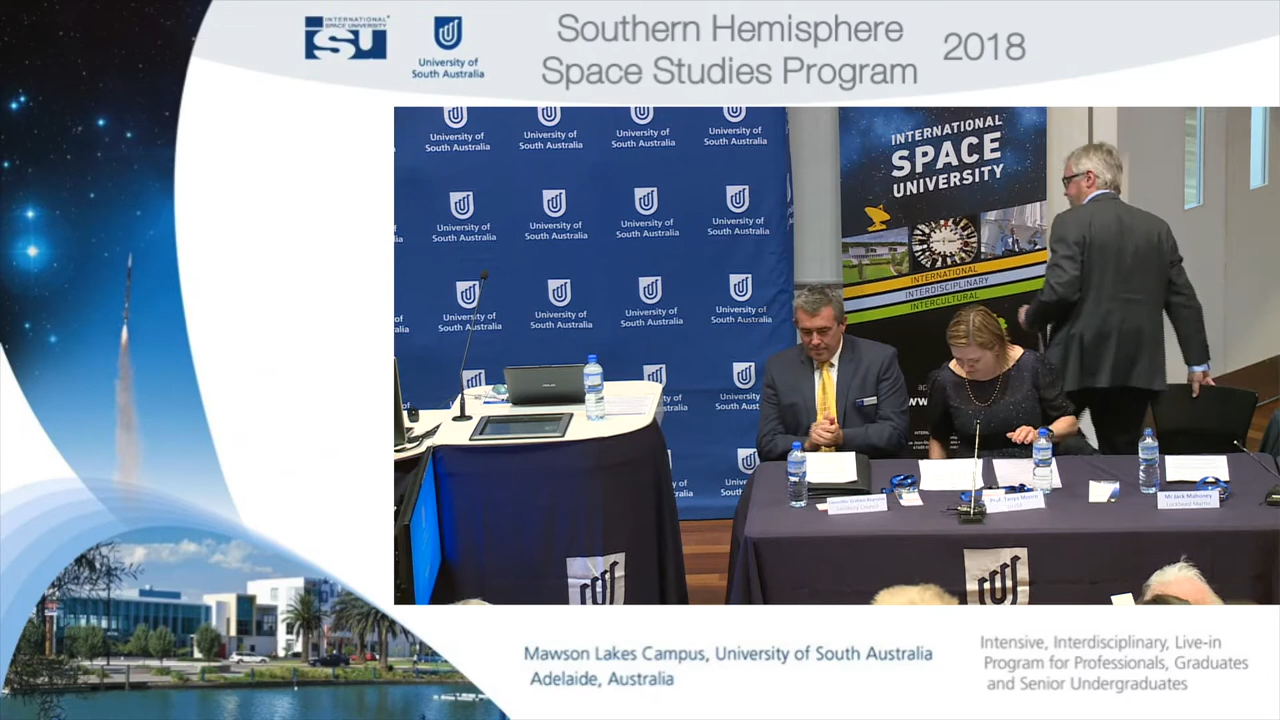 INTERNATIONAL
SPACE UNIVERSITY
ISU
University of
South Australia
Southern Hemisphere
Space Studies Program
2018
University of
South Australia
University of
South Australia
University of
South Australia
University of
South Australia
University of
South Australia
University of
South Australia
University of
South Australia
University of
South Australia
University of
South Australia
University of
South Australia
University of
South Australia
University of
South Australia
INTERNATIONAL
SPACE
UNIVERSITY
INTERNATIONAL
INTERDISCIPLINARY
INTERCULTURAL
Prof. Tanya Monro
Mr Jack Mahoney
Lockheed Martin
Mawson Lakes Campus, University of South Australia
Adelaide, Australia
Intensive, Interdisciplinary, Live-in
Program for Professionals, Graduates
and Senior Undergraduates